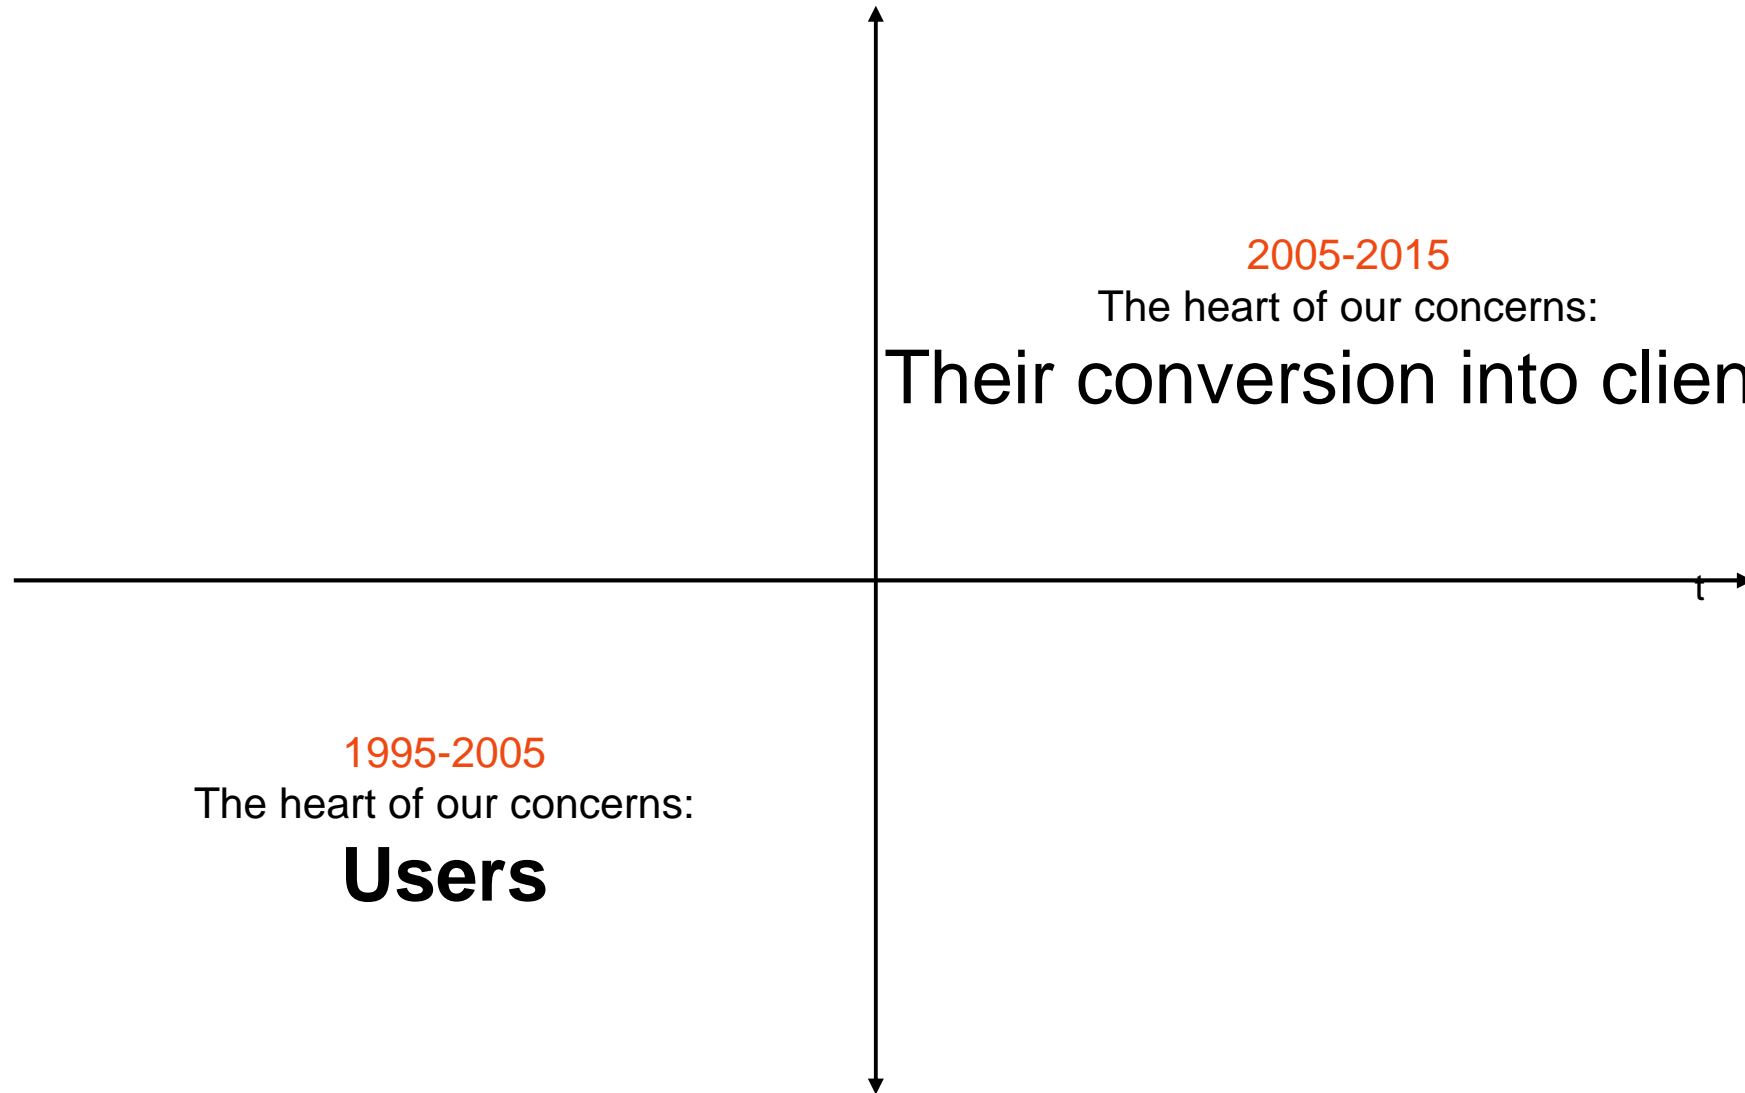 2005-2015
The heart of our concerns:
Their conversion into clien
t
1995-2005
The heart of our concerns:
Users